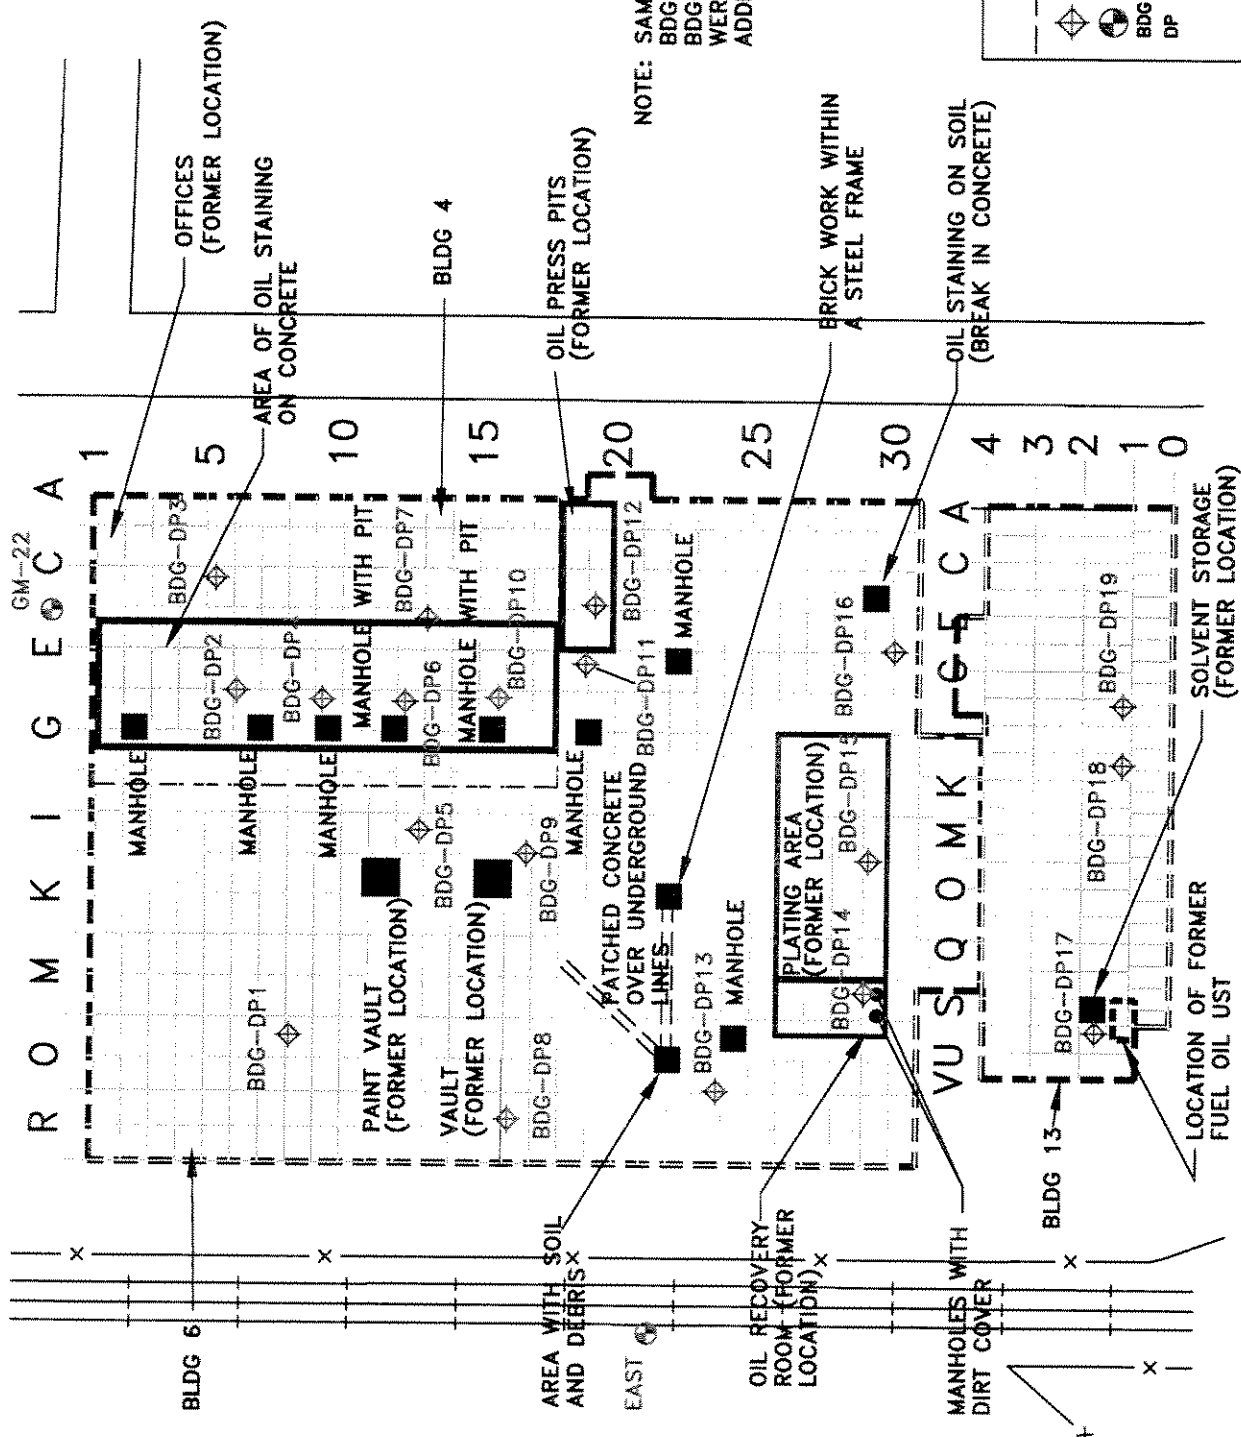 GM-22
R O M K I G E C A
1
5
10
15
20
25
30
4
3
2
1
0
VU S Q O M K
C A
OFFICES
(FORMER LOCATION)
AREA OF OIL STAINING
ON CONCRETE
BLDG 4
OIL PRESS PITS
(FORMER LOCATION)
BRICK WORK WITHIN
A STEEL FRAME
OIL STAINING ON SOIL
(BREAK IN CONCRETE)
SOLVENT STORAGE
(FORMER LOCATION)
NOTE: SAM
BDG
BDG
WER
ADD
BDG
DP
BDG-DP3
BDG-DP2
MANHOLE
MANHOLE
MANHOLE
MANHOLE WITH PIT
BDG-DP7
BDG-DP6
MANHOLE WITH PIT
BDG-DP10
BDG-DP12
BDG-DP11
MANHOLE
MANHOLE
BDG-DP1
PAINT VAULT
(FORMER LOCATION)
BDG-DP5
VAULT
(FORMER LOCATION)
BDG-DP9
BDG-DP8
PATCHED CONCRETE
OVER UNDERGROUND
LINES
BDG-DP13
MANHOLE
PLATING AREA
(FORMER LOCATION)
BDG-DP14
BDG-DP15
BDG-DP16
BDG-DP17
BDG-DP18
BDG-DP19
BLDG 6
AREA WITH SOIL
AND DEBRIS
EAST
OIL RECOVERY
ROOM (FORMER
LOCATION)
MANHOLES WITH
DIRT COVER
BLDG 13
LOCATION OF FORMER
FUEL OIL UST